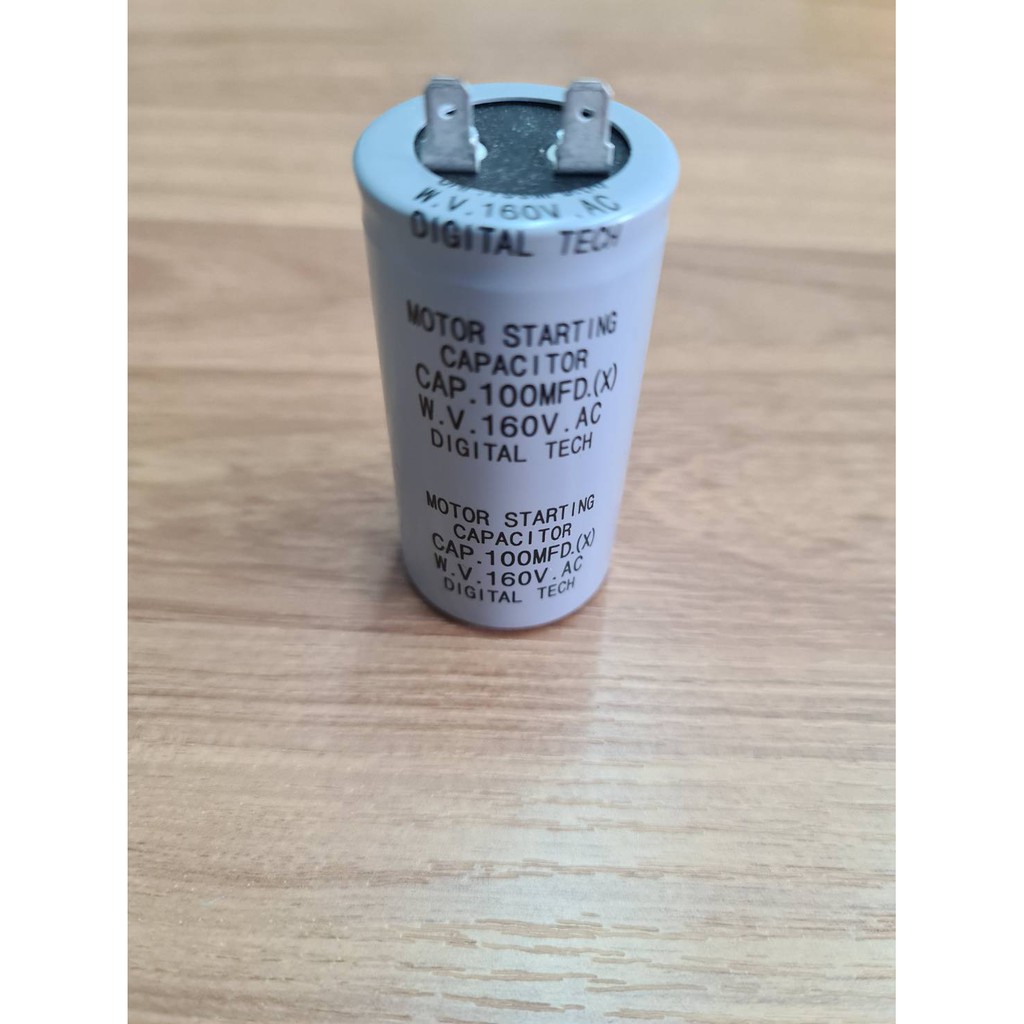 W.V.160V.AC
DIGITAL TECH
MOTOR STARTING
CAPACITOR
CAP.100MFD.(X)
W.V.160V.AC
DIGITAL TECH
MOTOR STARTING
CAPACITOR
CAP.100MFD.(X)
W.V.160V.AC
DIGITAL TECH